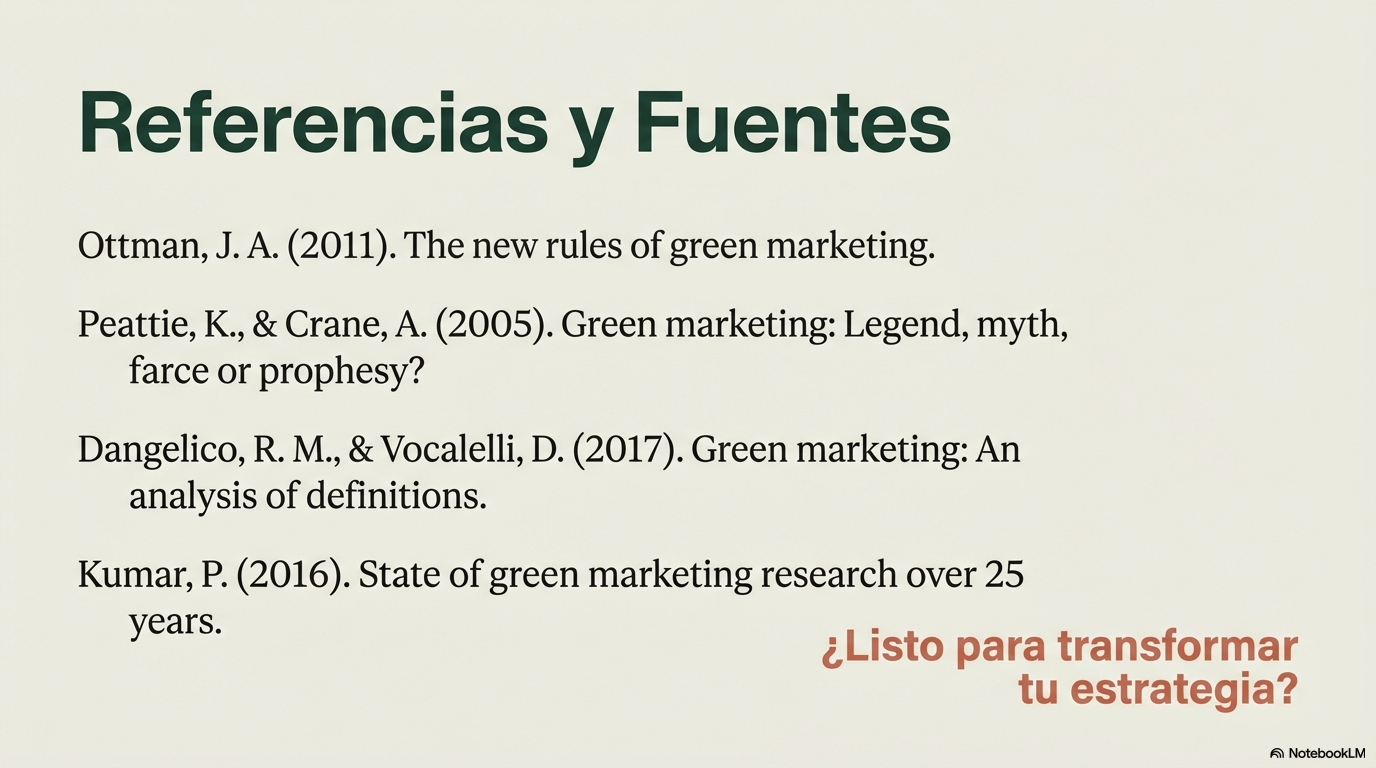 Referencias y Fuentes
Ottman, J. A. (2011). The new rules of green marketing.
Peattie, K., & Crane, A. (2005). Green marketing: Legend, myth,
farce or prophesy?
Dangelico, R. M., & Vocalelli, D. (2017). Green marketing: An
analysis of definitions.
Kumar, P. (2016). State of green marketing research over 25
years.
¿Listo para transformar
tu estrategia?
NotebookLM